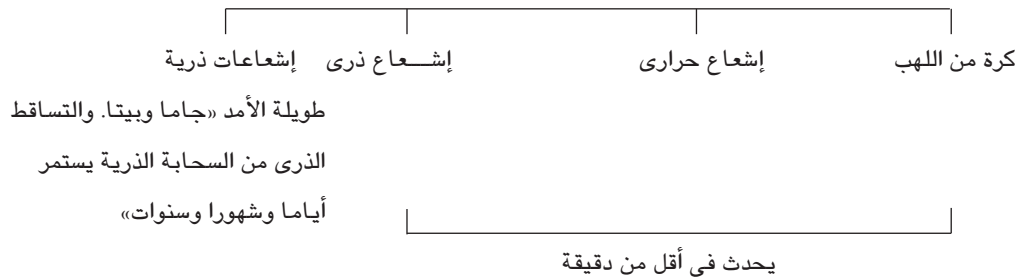 كرة من اللهب إشعاع حرارى إشـــعاع ذرى إشعاعات ذرية
طويلة الأمد «جاما وبيتا. والتساقط
الذرى من السحابة الذرية يستمر
أياما وشهورا وسنوات»
يحدث فى أقل من دقيقة